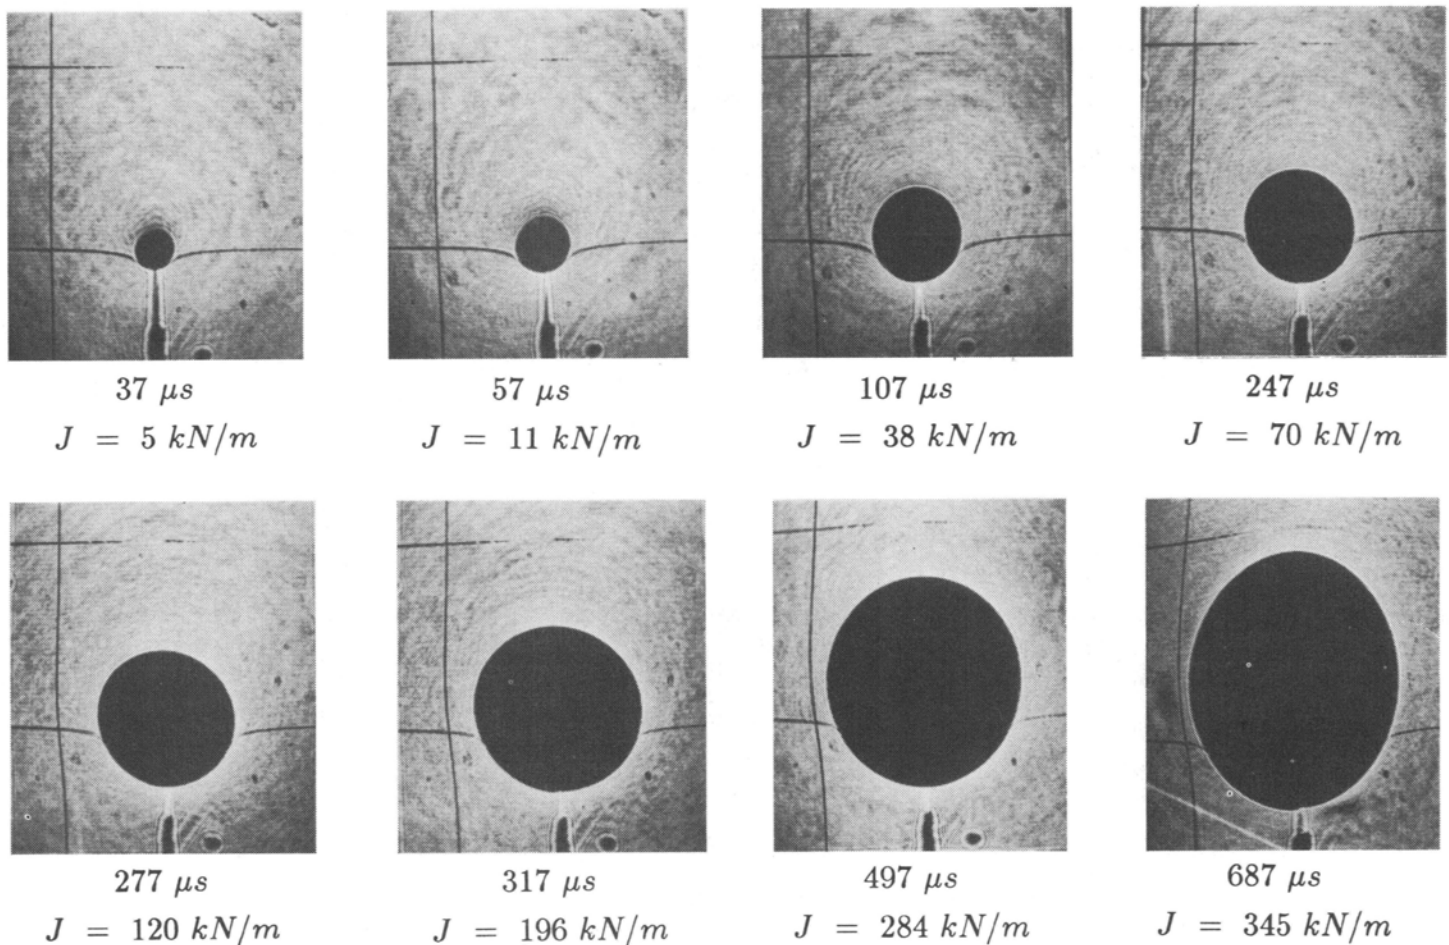 37 μs
J = 5 kN/m
57 μs
J = 11 kN/m
107 μs
J = 38 kN/m
247 μs
J = 70 kN/m
277 μs
J = 120 kN/m
317 μs
J = 196 kN/m
497 μs
J = 284 kN/m
687 μs
J = 345 kN/m